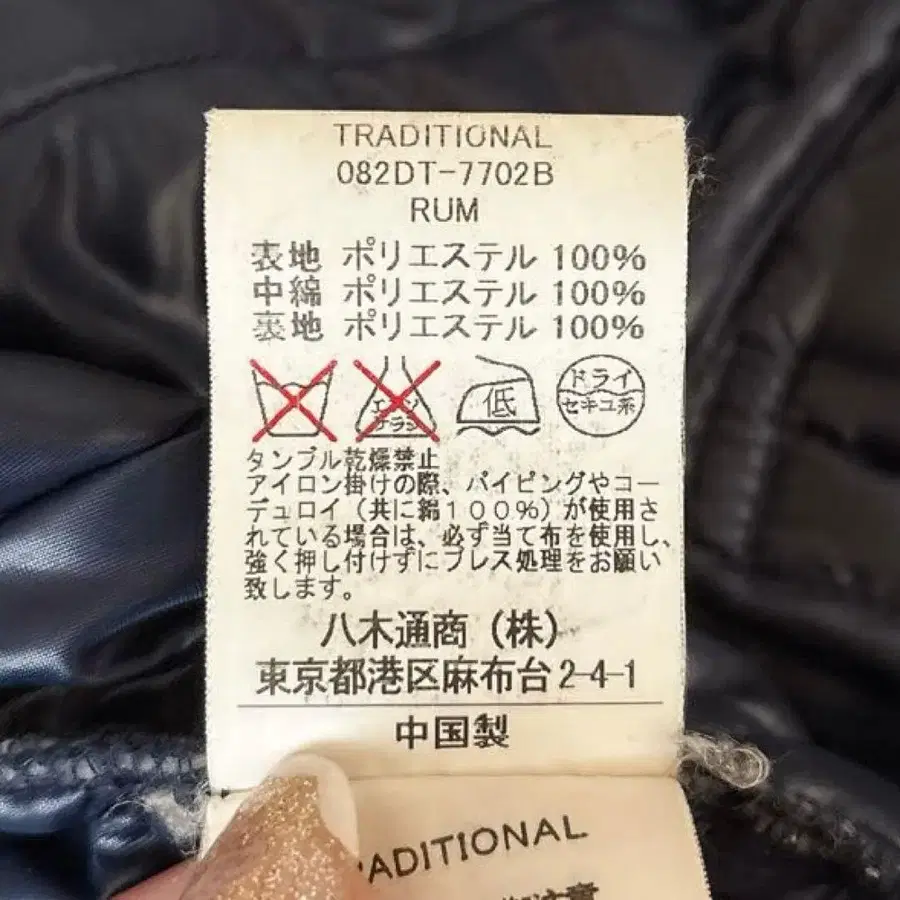 TRADITIONAL
082DT-7702B
RUM
表地 ポリエステル 100%
中綿 ポリエステル 100%
裏地 ポリエステル 100%
エンソ サラシ 低 ドライ セキユ系
タンブル乾燥禁止
アイロン掛けの際、パイピングやコー
デュロイ（共に綿１００％）が使用さ
れている場合は、必ず当て布を使用し、
強く押し付けずにプレス処理をお願い
致します。
八木通商（株）
東京都港区麻布台2-4-1
中国製
TRADITIONAL